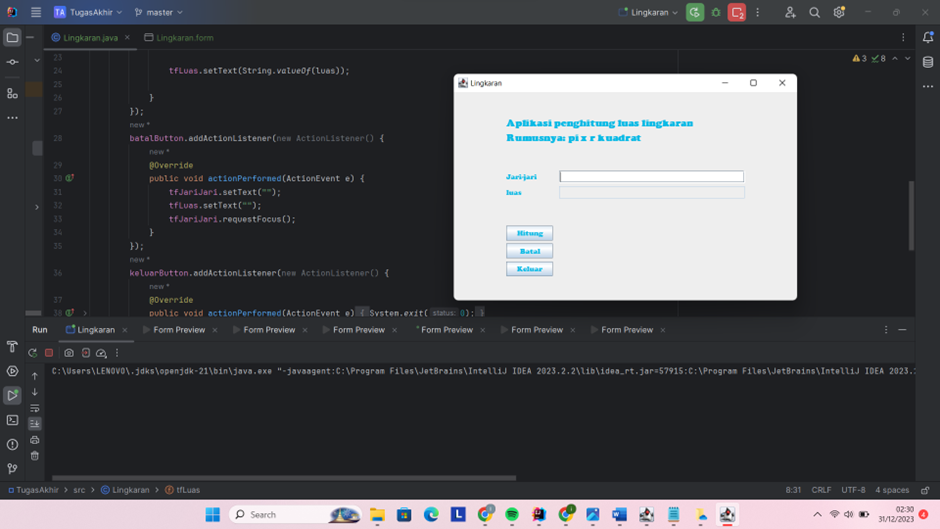 TA TugasAkhir master Lingkaran 2
Lingkaran.java Lingkaran.form
23
24 tfLuas.setText(String.valueOf(luas)); 3 8
25
26 }
27 });
new *
28 batalButton.addActionListener(new ActionListener() {
new *
29 @Override
30 public void actionPerformed(ActionEvent e) {
31 tfJariJari.setText("");
32 tfLuas.setText("");
33 tfJariJari.requestFocus();
34 }
35 });
new *
36 keluarButton.addActionListener(new ActionListener() {
new *
37 @Override
38 public void actionPerformed(ActionEvent e) { System.exit( status: 0); }
Lingkaran
Aplikasi penghitung luas lingkaran
Rumusnya: pi x r kuadrat
Jari-jari
luas
Hitung
Batal
Keluar
Run Lingkaran Form Preview Form Preview Form Preview Form Preview Form Preview Form Preview
C:\Users\LENOVO\.jdks\openjdk-21\bin\java.exe "-javaagent:C:\Program Files\JetBrains\IntelliJ IDEA 2023.2.2\lib\idea_rt.jar=57915:C:\Program Files\JetBrains\IntelliJ IDEA 2023.
TugasAkhir src Lingkaran tfLuas 8:31 CRLF UTF-8 4 spaces
Search 02:30
31/12/2023